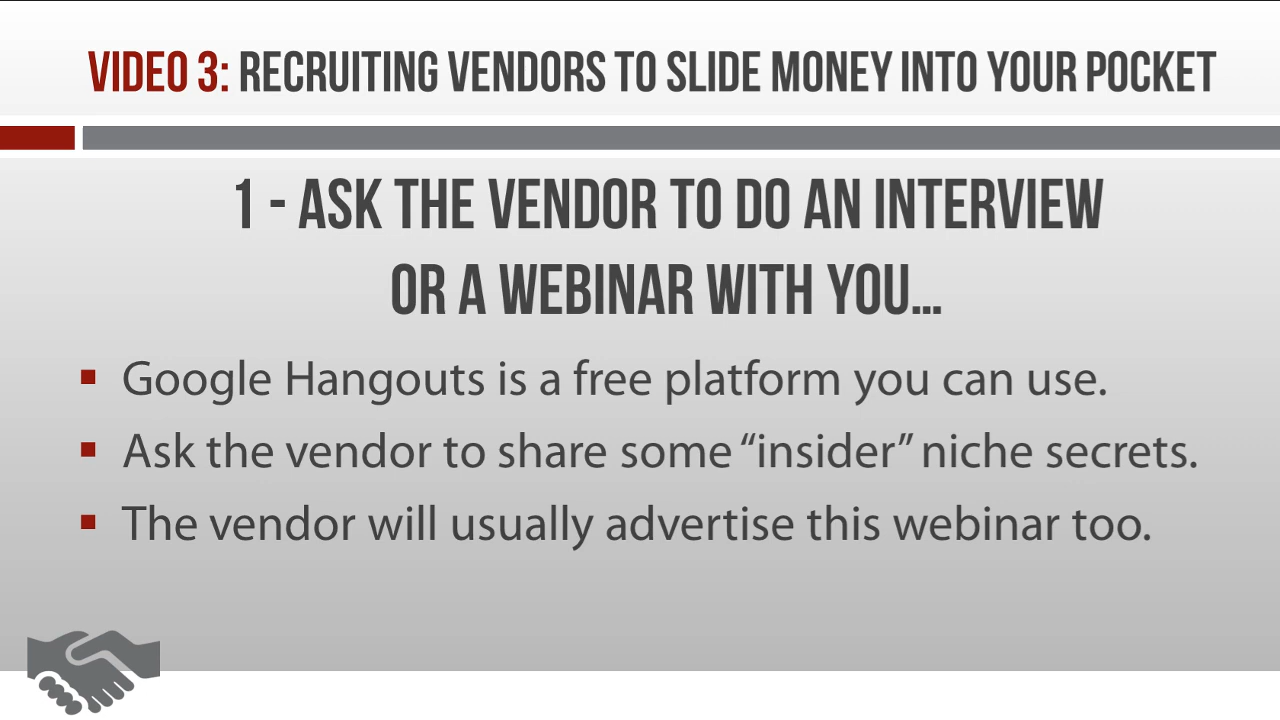 VIDEO 3: RECRUITING VENDORS TO SLIDE MONEY INTO YOUR POCKET
1 - ASK THE VENDOR TO DO AN INTERVIEW
OR A WEBINAR WITH YOU...
▪ Google Hangouts is a free platform you can use.
▪ Ask the vendor to share some “insider” niche secrets.
▪ The vendor will usually advertise this webinar too.